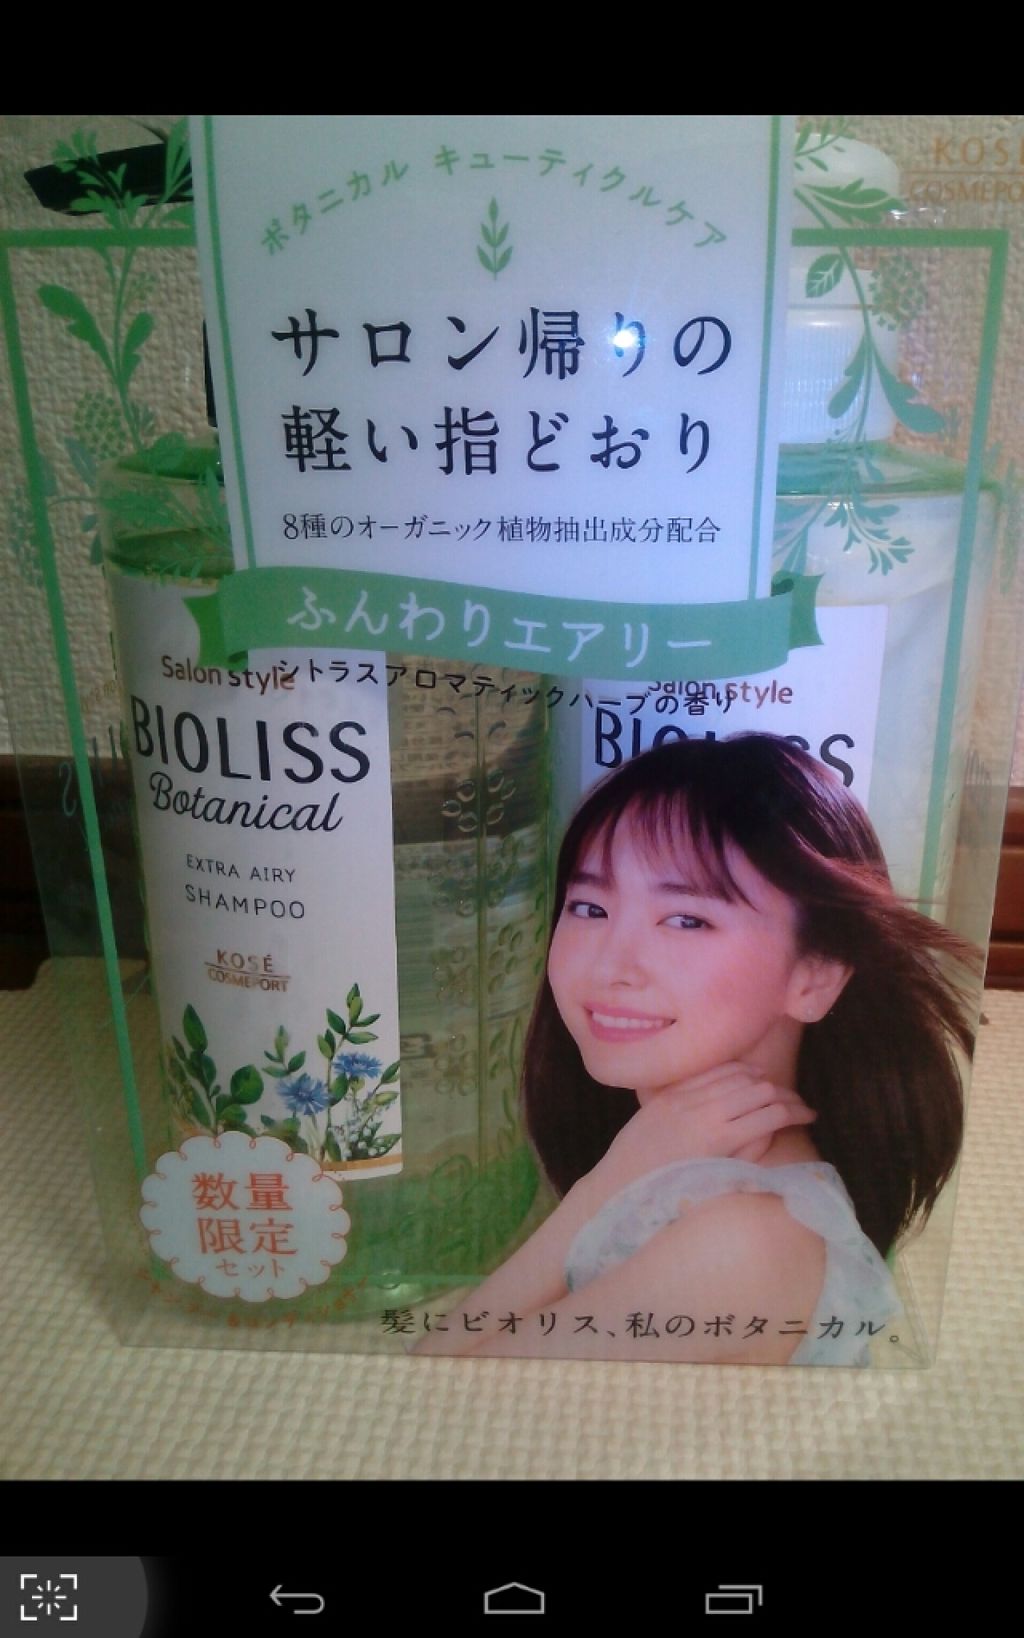 KOSÉ
COSMEPORT
ボタニカル キューティクルケア
サロン帰りの
軽い指どおり
8種のオーガニック植物抽出成分配合
ふんわりエアリー
シトラスアロマティックハーブの香り
Salon style
BIOLISS
Botanical
EXTRA AIRY
SHAMPOO
KOSÉ
COSMEPORT
Salon style
BIOLISS
数量
限定
セット
髪にビオリス、私のボタニカル。